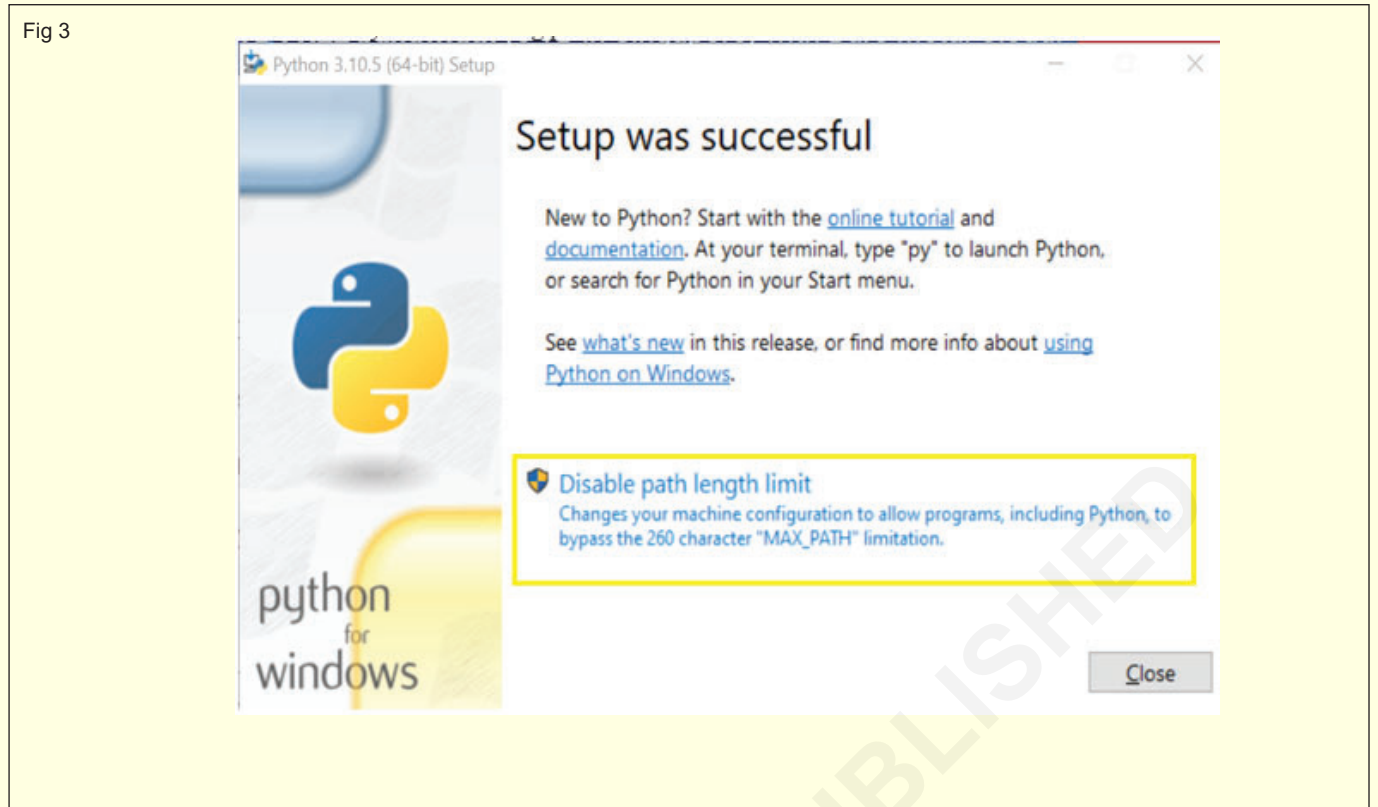 Fig 3
Python 3.10.5 (64-bit) Setup
Setup was successful
New to Python? Start with the online tutorial and
documentation. At your terminal, type "py" to launch Python,
or search for Python in your Start menu.
See what's new in this release, or find more info about using
Python on Windows.
Disable path length limit
Changes your machine configuration to allow programs, including Python, to
bypass the 260 character "MAX_PATH" limitation.
python
for
windows
Close
BLISHED